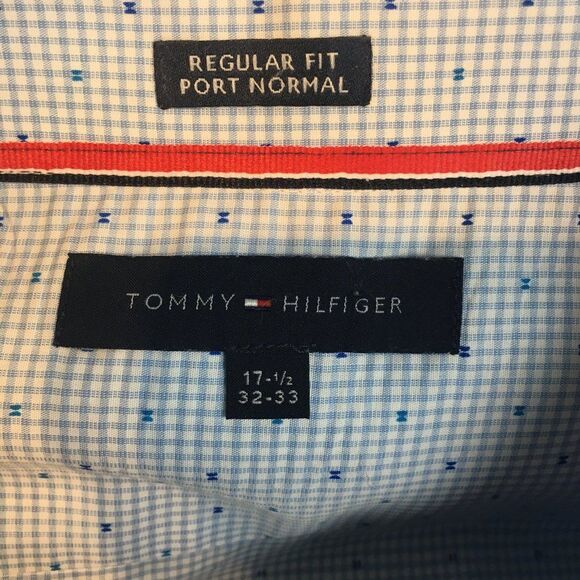 REGULAR FIT
PORT NORMAL
TOMMY HILFIGER
17-1/2
32-33